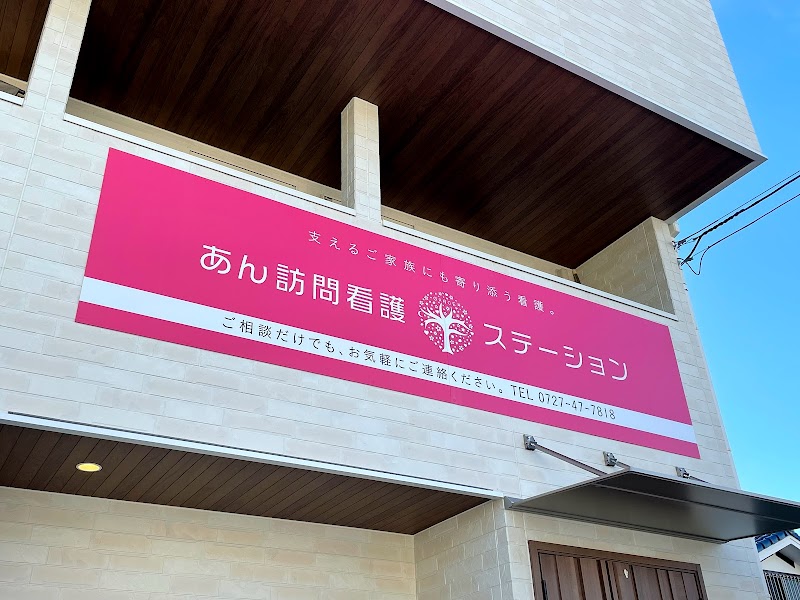 支えるご家族にも寄り添う看護。
あん訪問看護 ステーション
ご相談だけでも、お気軽にご連絡ください。TEL 0727-47-7818